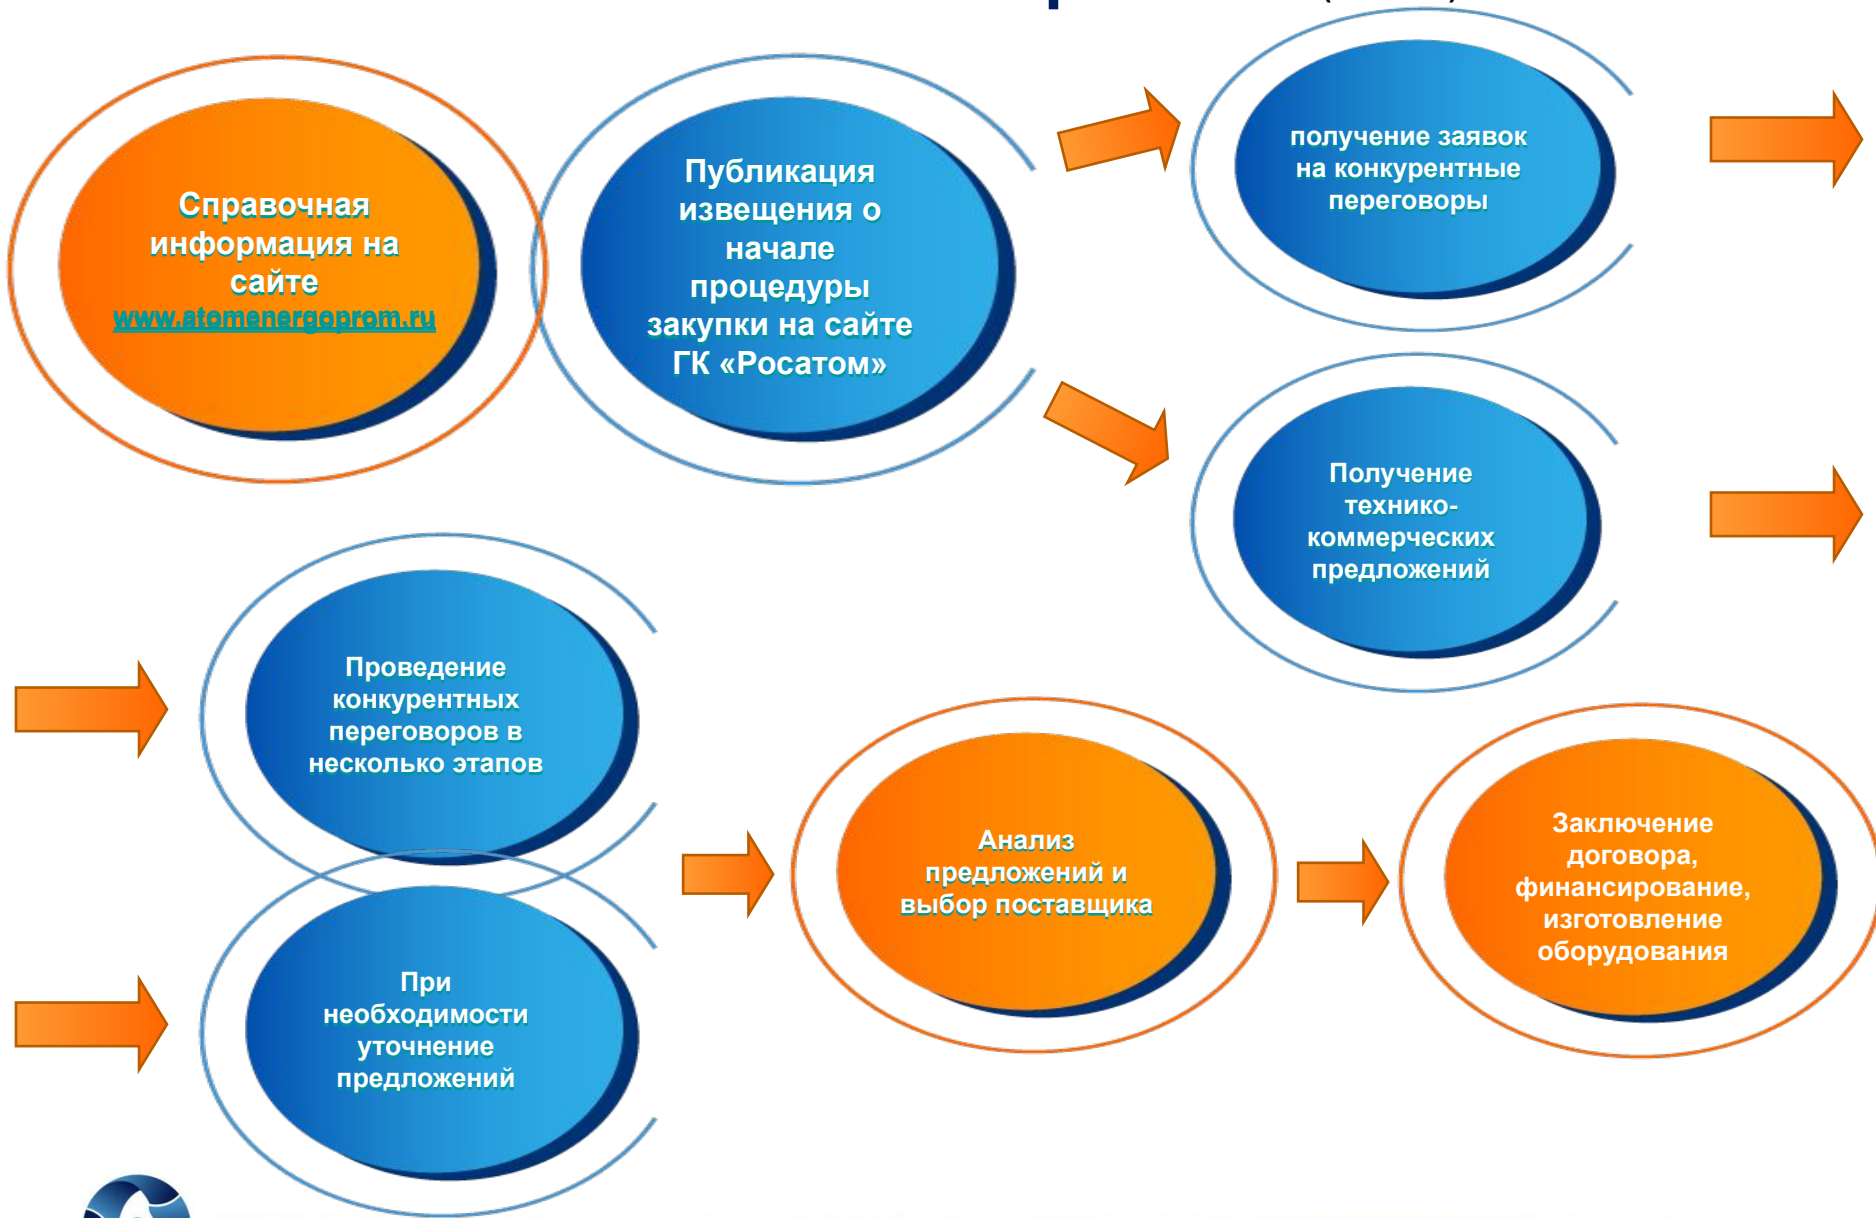 Справочная
информация на
сайте
www.atomenergoprom.ru
Публикация
извещения о
начале
процедуры
закупки на сайте
ГК «Росатом»
получение заявок
на конкурентные
переговоры
Получение
технико-
коммерческих
предложений
Проведение
конкурентных
переговоров в
несколько этапов
При
необходимости
уточнение
предложений
Анализ
предложений и
выбор поставщика
Заключение
договора,
финансирование,
изготовление
оборудования